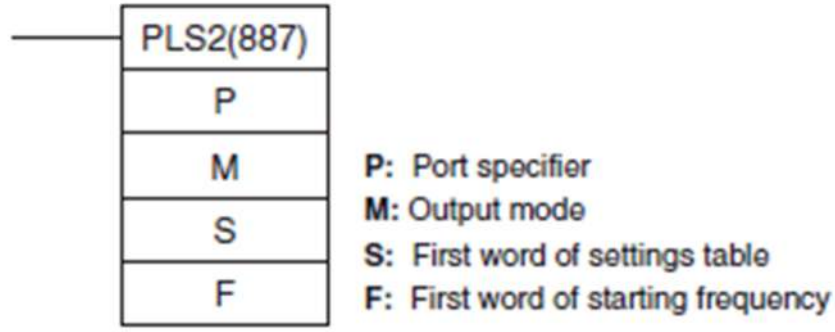 PLS2(887)
P
M
S
F
P: Port specifier
M: Output mode
S: First word of settings table
F: First word of starting frequency